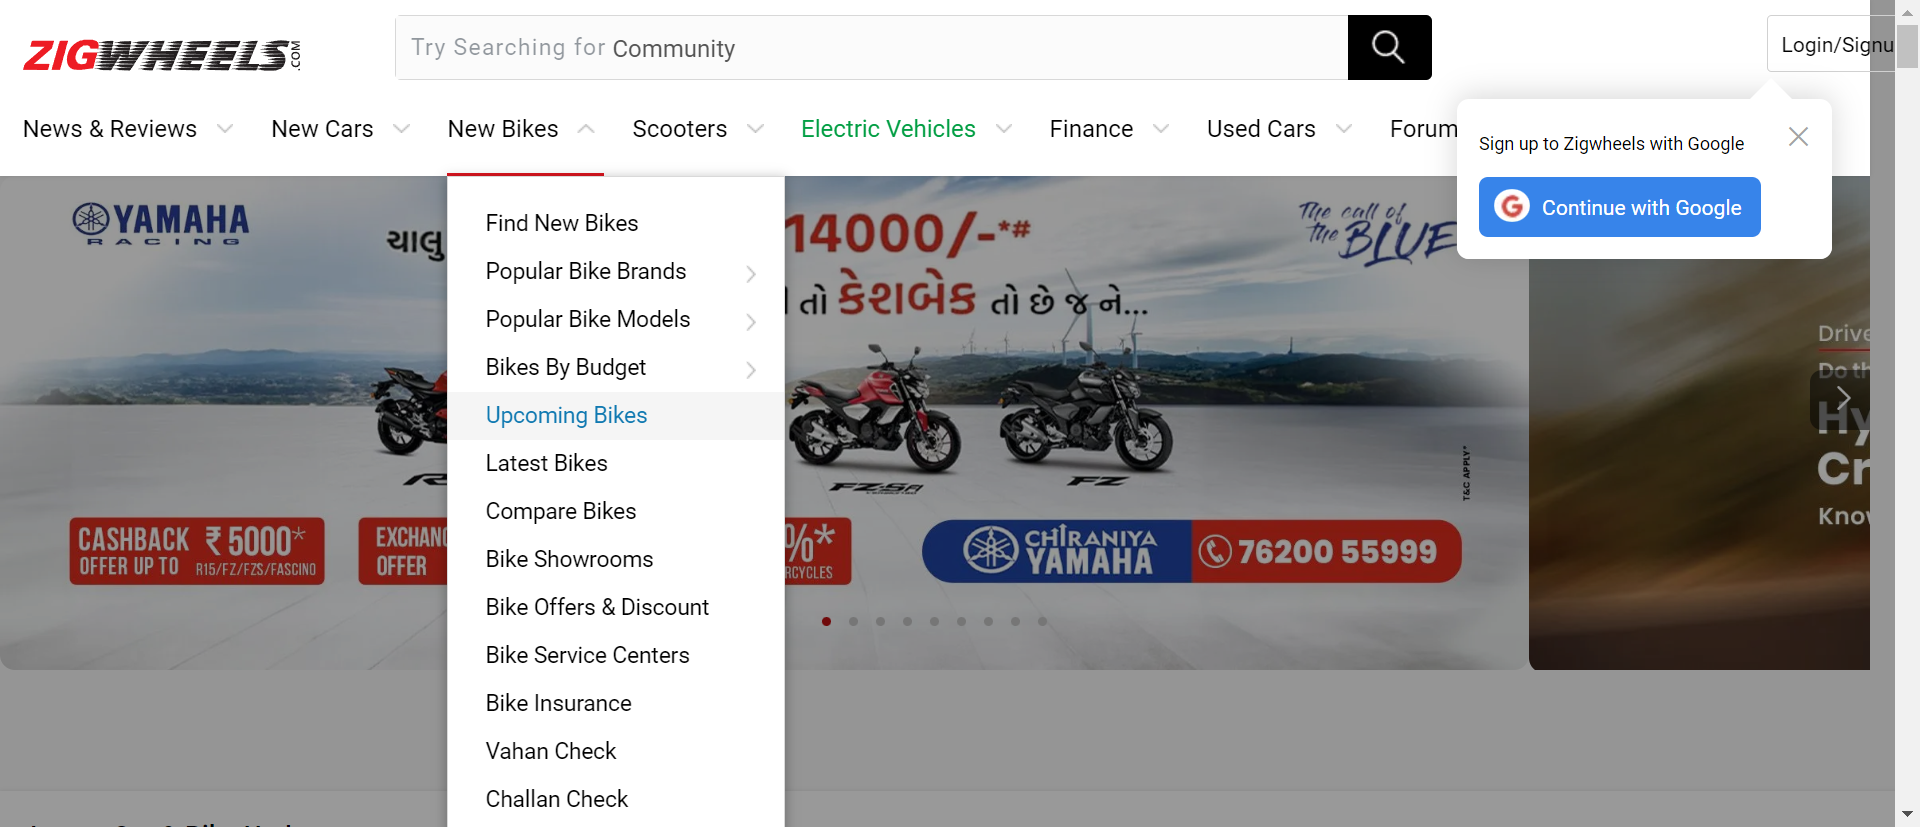 ZIGWHEELS.COM
Try Searching for Community
Login/Signu
News & Reviews
New Cars
New Bikes
Scooters
Electric Vehicles
Finance
Used Cars
Forum
Sign up to Zigwheels with Google
G Continue with Google
Find New Bikes
Popular Bike Brands
Popular Bike Models
Bikes By Budget
Upcoming Bikes
Latest Bikes
Compare Bikes
Bike Showrooms
Bike Offers & Discount
Bike Service Centers
Bike Insurance
Vahan Check
Challan Check
YAMAHA
RACING
ચાલુ
14000/-*#
તો કેશબેક તો છે જ ને...
The call of
the BLUE
FZ-S FI
FZ
T&C APPLY*
CASHBACK
OFFER UP TO
₹ 5000*
R15/FZ/FZS/FASCINO
EXCHANG
OFFER
%*
RCYCLES
CHIRANIYA
YAMAHA
76200 55999
Drive
Do th
Hy
Cr
Know